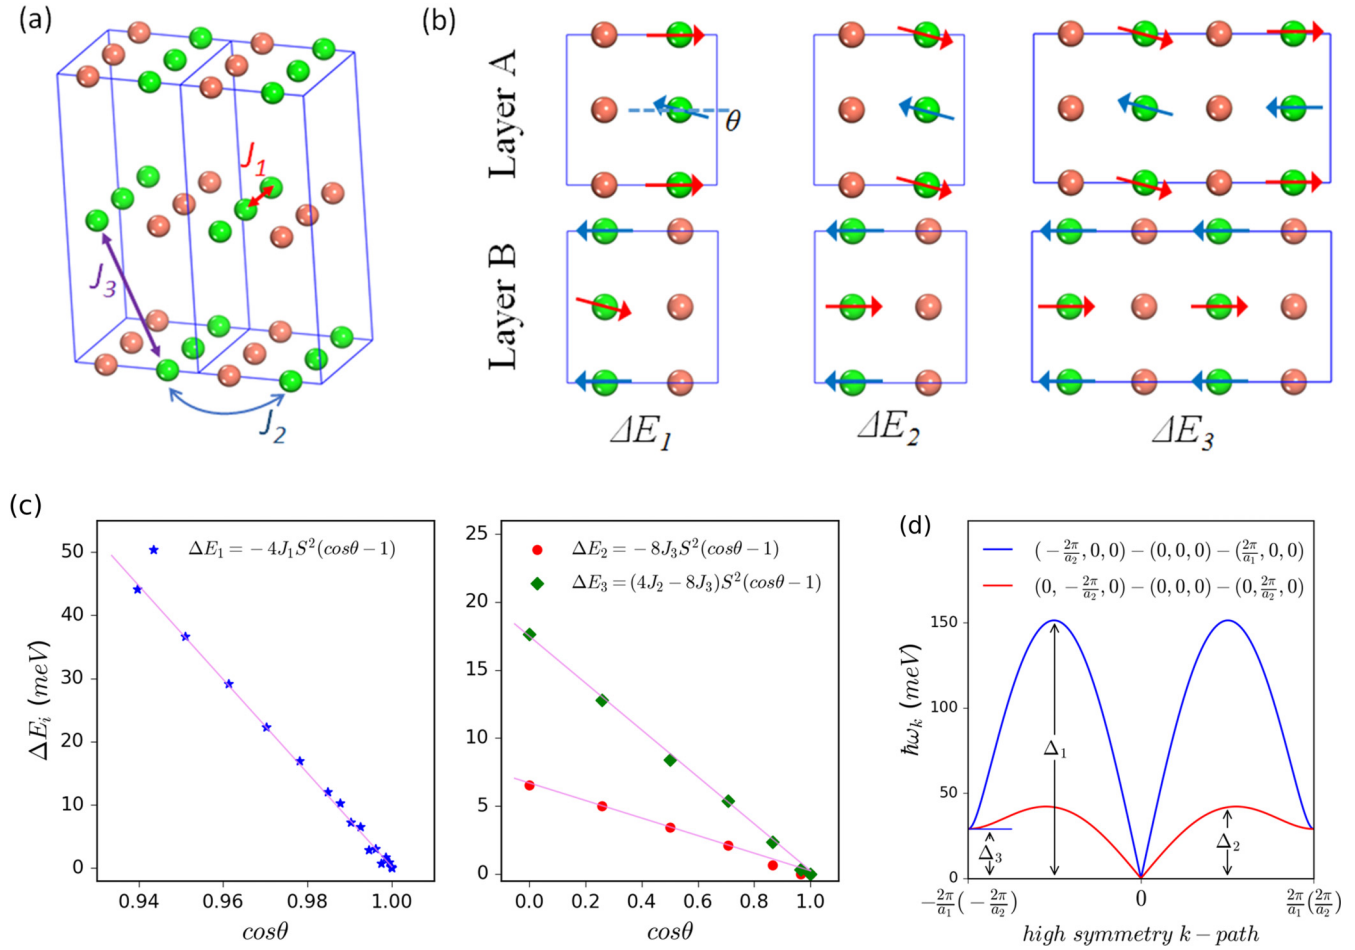 (a)
J₁
J₃
J₂
(b)
Layer A
θ
Layer B
ΔE₁
ΔE₂
ΔE₃
(c)
ΔEᵢ (meV)
50
40
30
20
10
0
0.94
0.96
0.98
1.00
cosθ
ΔE₁ = −4J₁S²(cosθ−1)
25
20
15
10
5
0
0.0
0.2
0.4
0.6
0.8
1.0
cosθ
ΔE₂ = −8J₃S²(cosθ−1)
ΔE₃ = (4J₂ − 8J₃)S²(cosθ−1)
(d)
(−2π/a₂, 0, 0) − (0, 0, 0) − (2π/a₁, 0, 0)
(0, −2π/a₂, 0) − (0, 0, 0) − (0, 2π/a₂, 0)
ħωₖ (meV)
150
100
50
0
Δ₁
Δ₂
Δ₃
−2π/a₁(−2π/a₂)
0
2π/a₁(2π/a₂)
high symmetry k − path